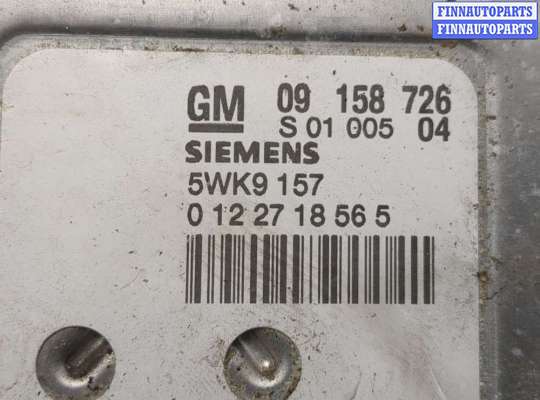 FINNAUTOPARTS
FINNAUTOPARTS
GM 09 158 726
S 01 005 04
SIEMENS
5WK9 157
0 12 27 18 56 5